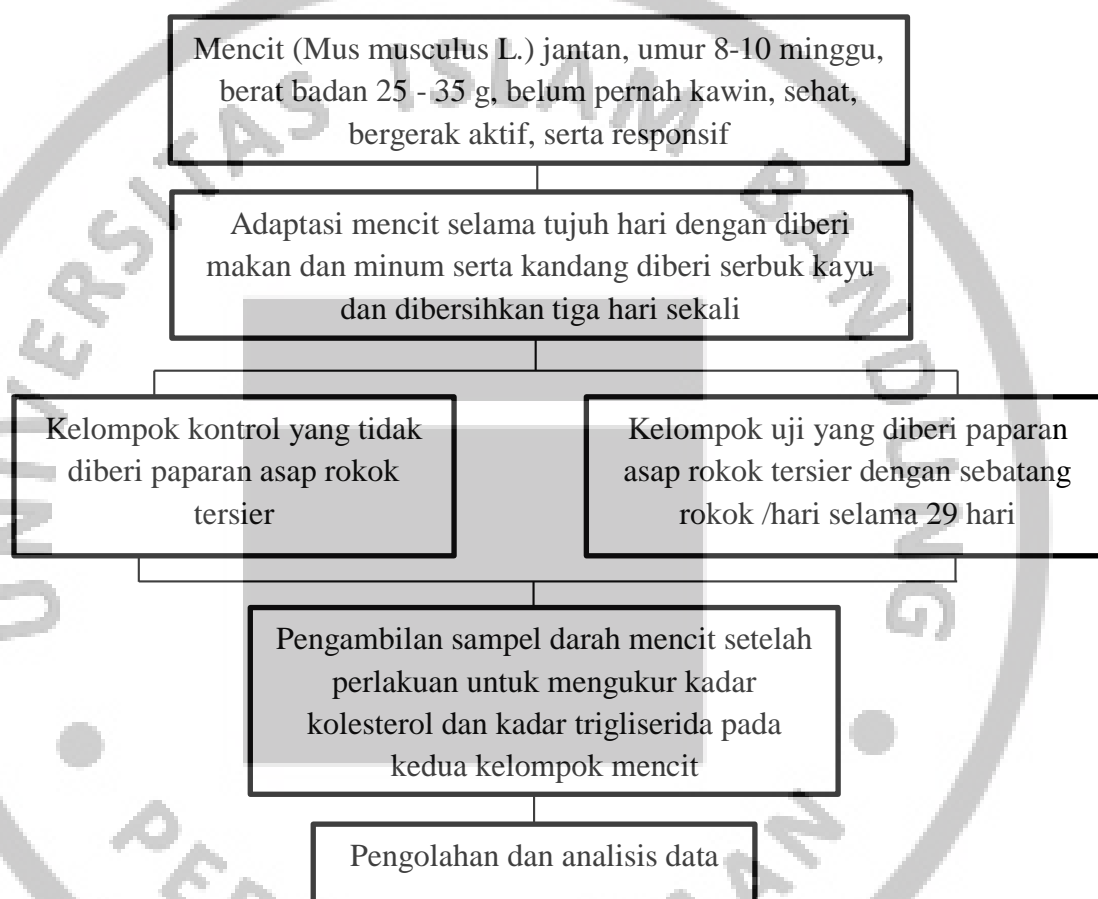 Mencit (Mus musculus L.) jantan, umur 8-10 minggu,
berat badan 25 - 35 g, belum pernah kawin, sehat,
bergerak aktif, serta responsif
Adaptasi mencit selama tujuh hari dengan diberi
makan dan minum serta kandang diberi serbuk kayu
dan dibersihkan tiga hari sekali
Kelompok kontrol yang tidak
diberi paparan asap rokok
tersier
Kelompok uji yang diberi paparan
asap rokok tersier dengan sebatang
rokok /hari selama 29 hari
Pengambilan sampel darah mencit setelah
perlakuan untuk mengukur kadar
kolesterol dan kadar trigliserida pada
kedua kelompok mencit
Pengolahan dan analisis data
UNIVERSITAS ISLAM BANDUNG